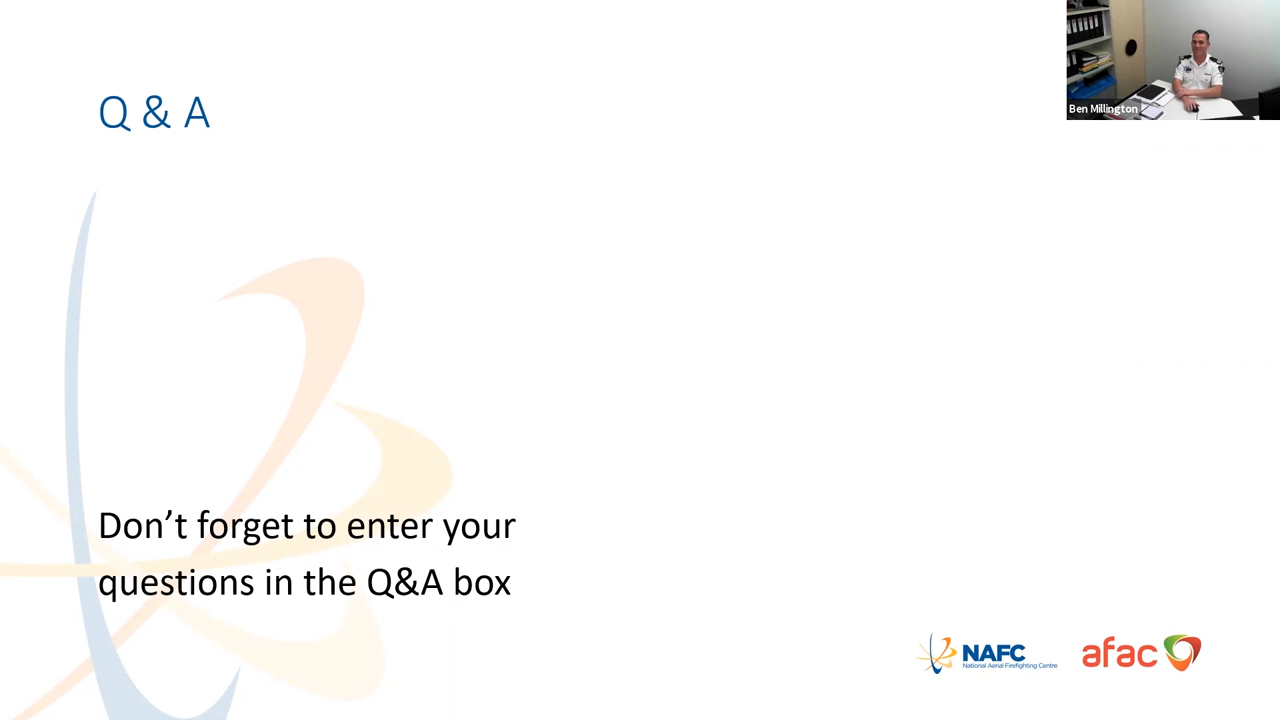 Q & A
Ben Millington
Don't forget to enter your
questions in the Q&A box
NAFC
National Aerial Firefighting Centre
afac